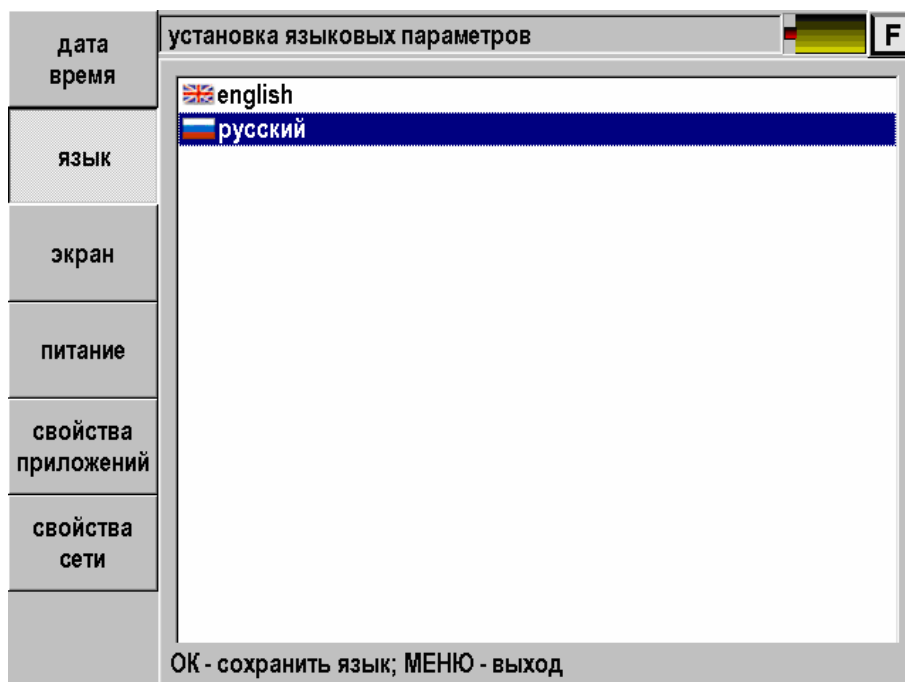 дата
время
язык
экран
питание
свойства
приложений
свойства
сети
установка языковых параметров
F
english
русский
ОК - сохранить язык; МЕНЮ - выход